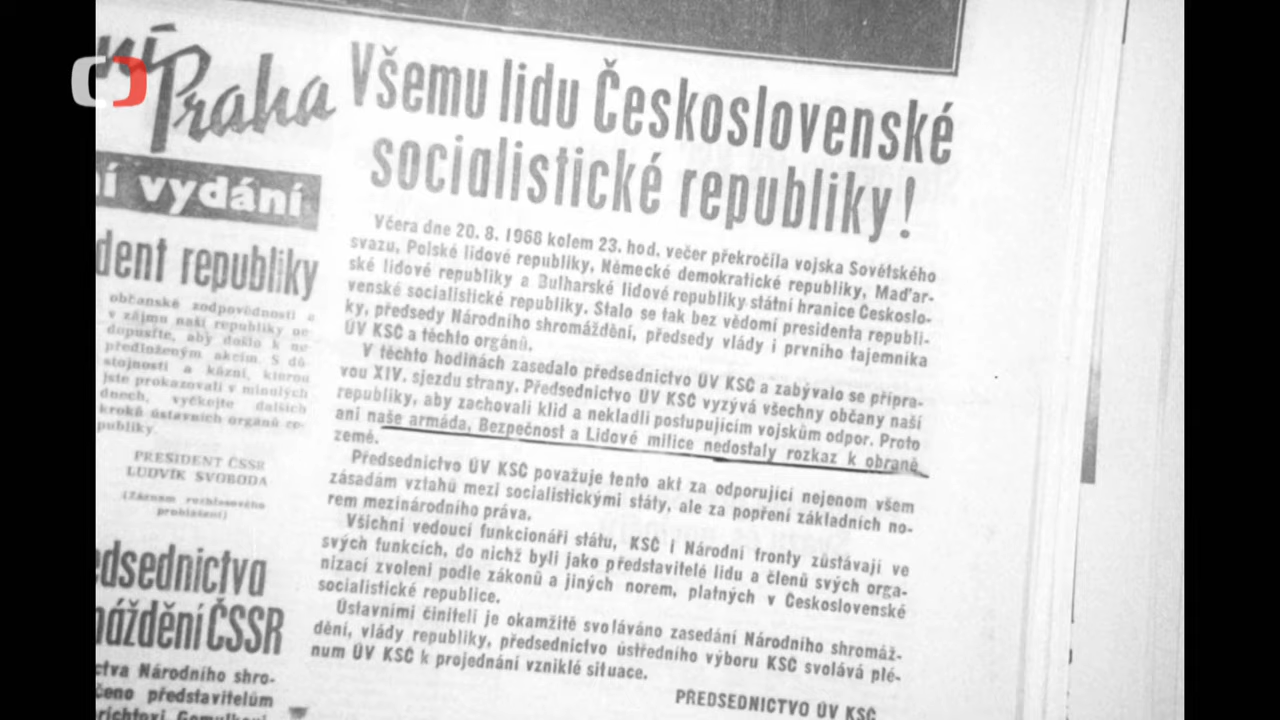 ní Praha
í vydání
dent republiky
občanské zodpovědnosti a
v zájmu naší republiky ne-
dopusťte, aby došlo k ne-
předloženým akcím. S dů-
stojností a kázní, kterou
jste prokazovali v minulých
dnech, vyčkejte dalších
kroků ústavních orgánů re-
publiky.
PRESIDENT ČSSR
LUDVÍK SVOBODA
(Záznam rozhlasového
prohlášení)
edsednictva
máždění ČSSR
ctva Národního shro-
čeno představitelům
Všemu lidu Československé
socialistické republiky!
Včera dne 20. 8. 1968 kolem 23. hod. večer překročila vojska Sovětského
svazu, Polské lidové republiky, Německé demokratické republiky, Maďar-
ské lidové republiky a Bulharské lidové republiky státní hranice Českoslo-
venské socialistické republiky. Stalo se tak bez vědomí presidenta republi-
ky, předsedy Národního shromáždění, předsedy vlády i prvního tajemníka
ÚV KSČ a těchto orgánů.
V těchto hodinách zasedalo předsednictvo ÚV KSČ a zabývalo se přípra-
vou XIV. sjezdu strany. Předsednictvo ÚV KSČ vyzývá všechny občany naší
republiky, aby zachovali klid a nekladli postupujícím vojskům odpor. Proto
ani naše armáda, Bezpečnost a Lidové milice nedostaly rozkaz k obraně
země.
Předsednictvo ÚV KSČ považuje tento akt za odporující nejenom všem
zásadám vztahů mezi socialistickými státy, ale za popření základních no-
rem mezinárodního práva.
Všichni vedoucí funkcionáři státu, KSČ i Národní fronty zůstávají ve
svých funkcích, do nichž byli jako představitelé lidu a členů svých orga-
nizací zvoleni podle zákonů a jiných norem, platných v Československé
socialistické republice.
Ústavními činiteli je okamžitě svoláváno zasedání Národního shromáž-
dění, vlády republiky, předsednictvo ústředního výboru KSČ svolává plé-
num ÚV KSČ k projednání vzniklé situace.
PŘEDSEDNICTVO ÚV KSČ